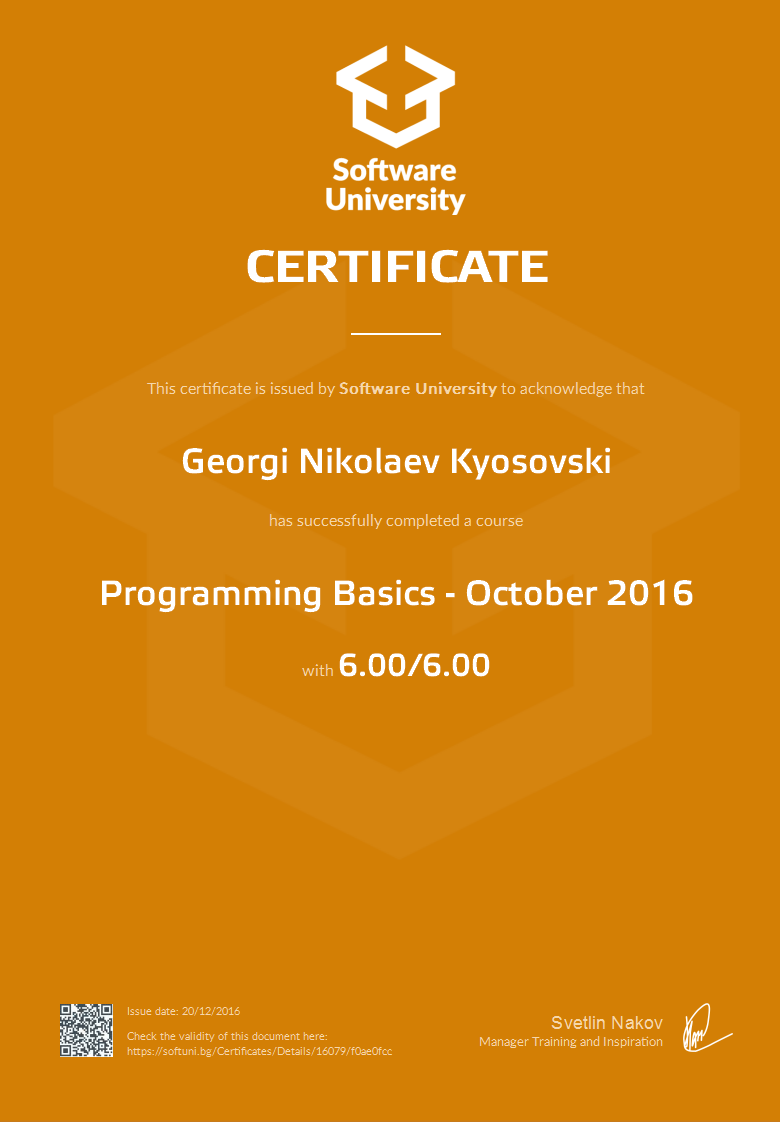 Software
University
CERTIFICATE
This certificate is issued by Software University to acknowledge that
Georgi Nikolaev Kyosovski
has successfully completed a course
Programming Basics - October 2016
with 6.00/6.00
Issue date: 20/12/2016
Check the validity of this document here:
https://softuni.bg/Certificates/Details/16079/f0ae0fcc
Svetlin Nakov
Manager Training and Inspiration